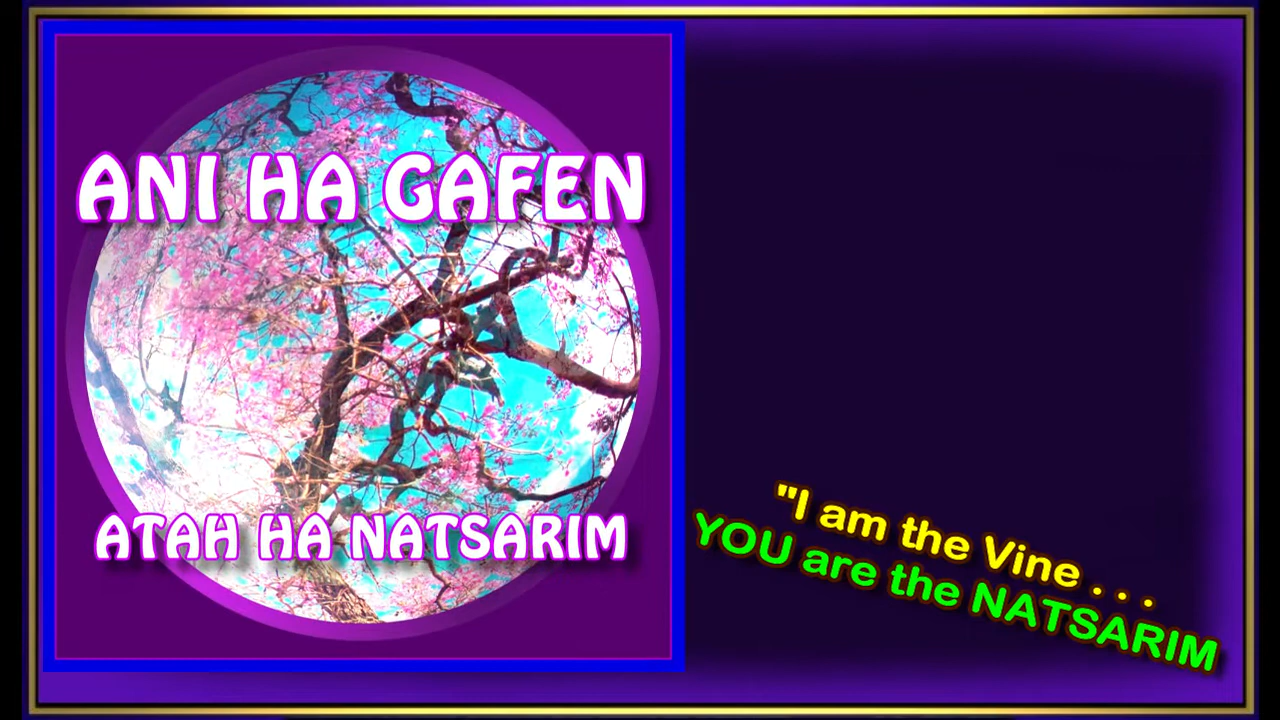 ANI HA GAFEN
ATAH HA NATSARIM
"I am the Vine . . .
YOU are the NATSARIM